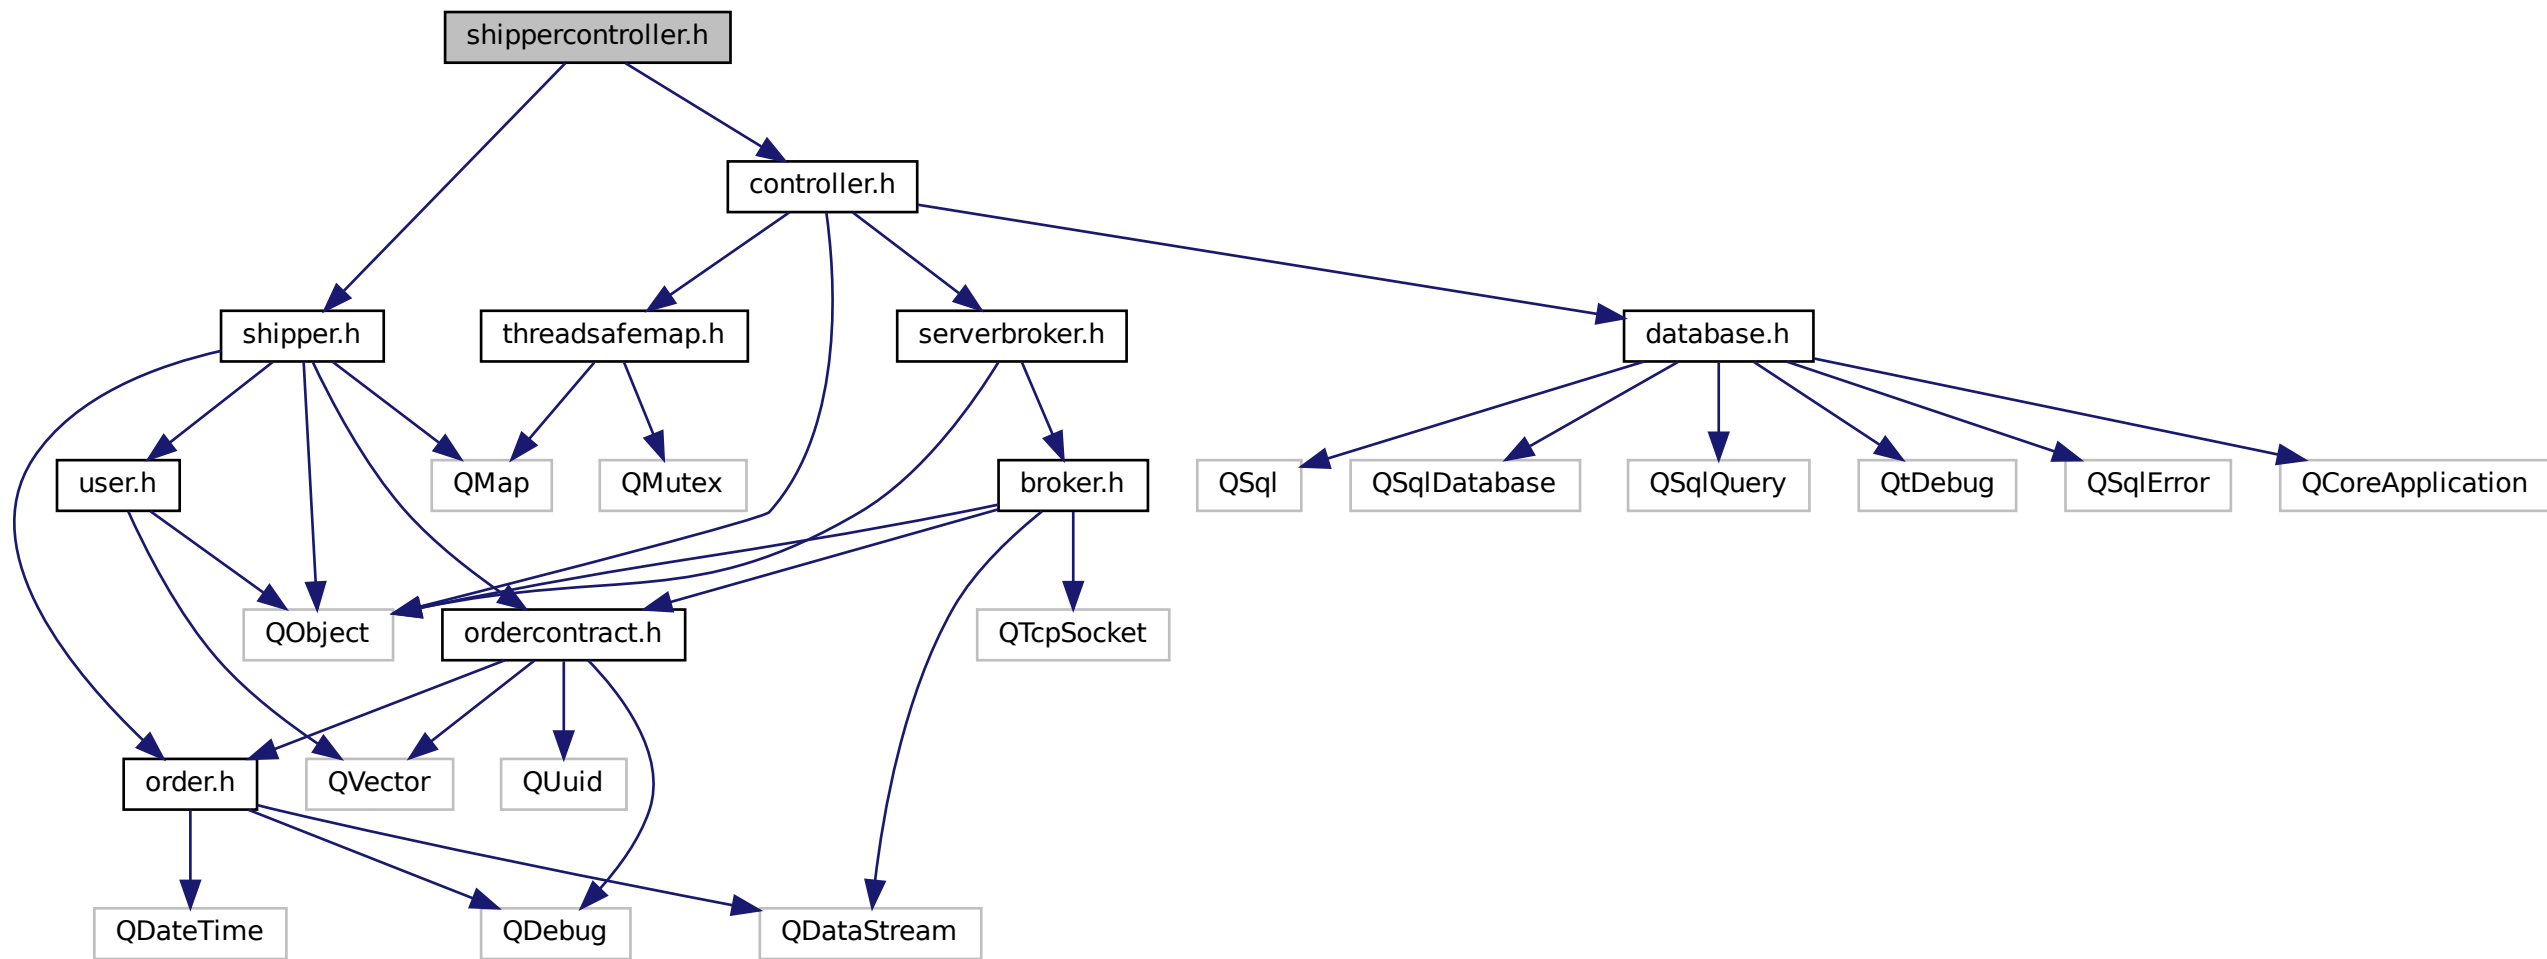 shippercontroller.h
controller.h
shipper.h
threadsafemap.h
serverbroker.h
database.h
user.h
QMap
QMutex
broker.h
QSql
QSqlDatabase
QSqlQuery
QtDebug
QSqlError
QCoreApplication
QObject
ordercontract.h
QTcpSocket
order.h
QVector
QUuid
QDateTime
QDebug
QDataStream